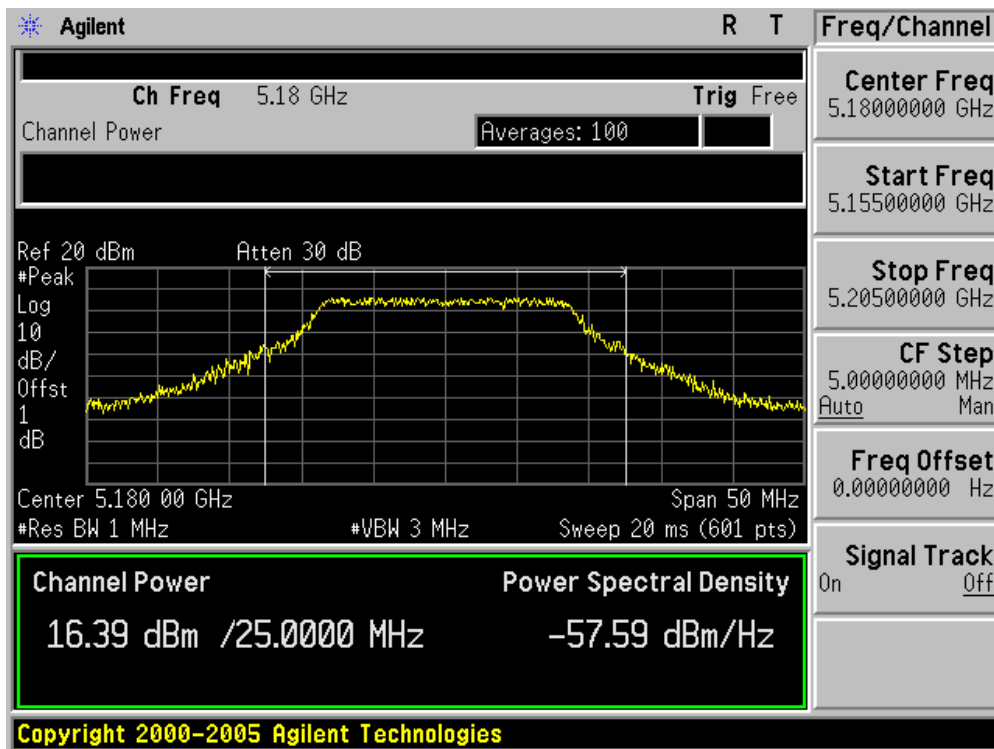 Agilent R T
Ch Freq 5.18 GHz Trig Free
Channel Power Averages: 100
Ref 20 dBm Atten 30 dB
#Peak
Log
10
dB/
Offst
1
dB
Center 5.180 00 GHz Span 50 MHz
#Res BW 1 MHz #VBW 3 MHz Sweep 20 ms (601 pts)
Channel Power Power Spectral Density
16.39 dBm /25.0000 MHz -57.59 dBm/Hz
Copyright 2000-2005 Agilent Technologies
Freq/Channel
Center Freq
5.18000000 GHz
Start Freq
5.15500000 GHz
Stop Freq
5.20500000 GHz
CF Step
5.00000000 MHz
Auto Man
Freq Offset
0.00000000 Hz
Signal Track
On Off